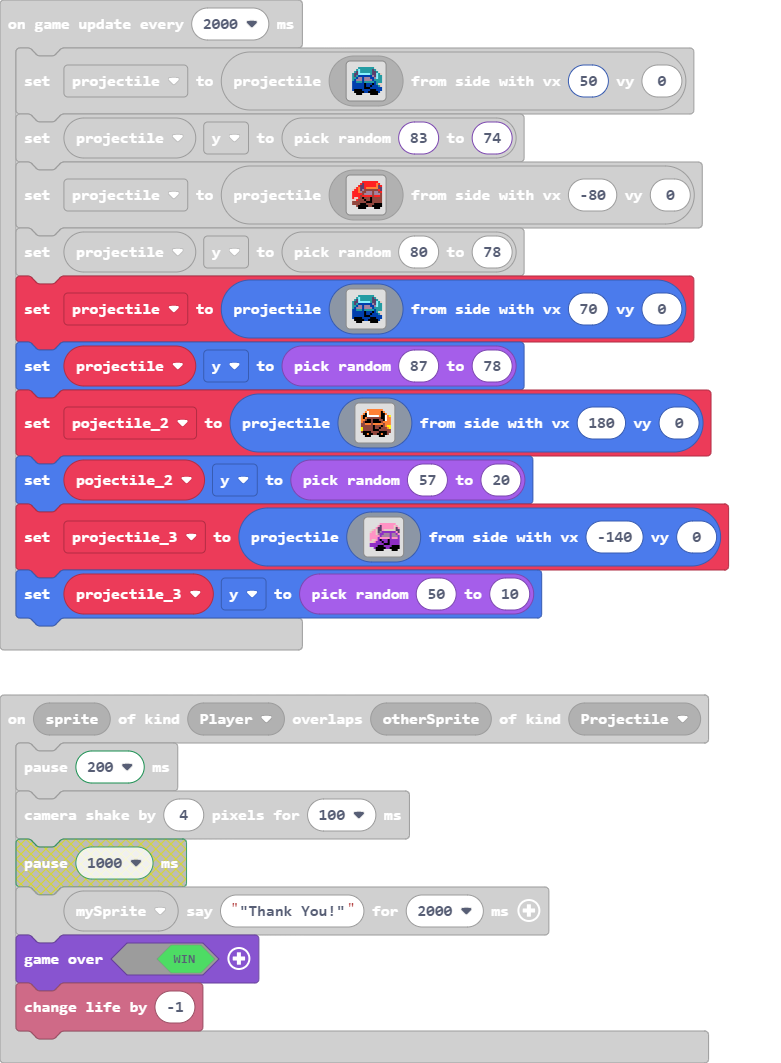 on game update every 2000 ms
set projectile to projectile from side with vx 50 vy 0
set projectile y to pick random 83 to 74
set projectile to projectile from side with vx -80 vy 0
set projectile y to pick random 80 to 78
set projectile to projectile from side with vx 70 vy 0
set projectile y to pick random 87 to 78
set pojectile_2 to projectile from side with vx 180 vy 0
set pojectile_2 y to pick random 57 to 20
set projectile_3 to projectile from side with vx -140 vy 0
set projectile_3 y to pick random 50 to 10
on sprite of kind Player overlaps otherSprite of kind Projectile
pause 200 ms
camera shake by 4 pixels for 100 ms
pause 1000 ms
mySprite say ""Thank You!"" for 2000 ms
game over WIN
change life by -1